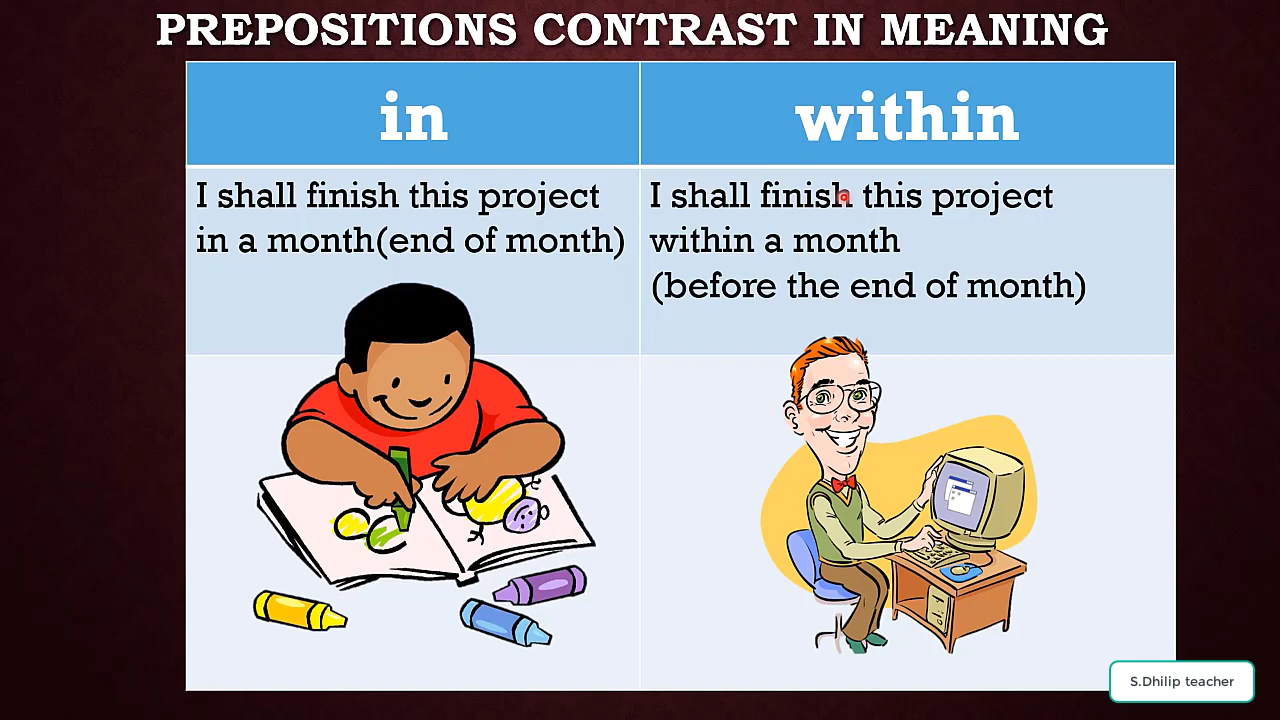 PREPOSITIONS CONTRAST IN MEANING
in
within
I shall finish this project
in a month(end of month)
I shall finish this project
within a month
(before the end of month)
S.Dhilip teacher